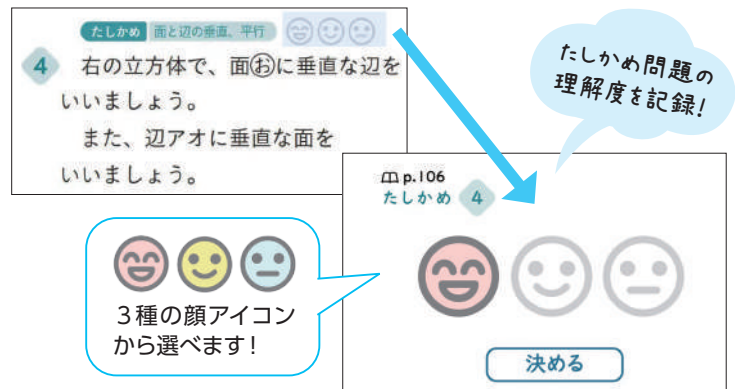 たしかめ 面と辺の垂直、平行
4 右の立方体で、面㋔に垂直な辺を
いいましょう。
また、辺アオに垂直な面を
いいましょう。
たしかめ問題の
理解度を記録!
p.106
たしかめ 4
3種の顔アイコン
から選べます!
決める